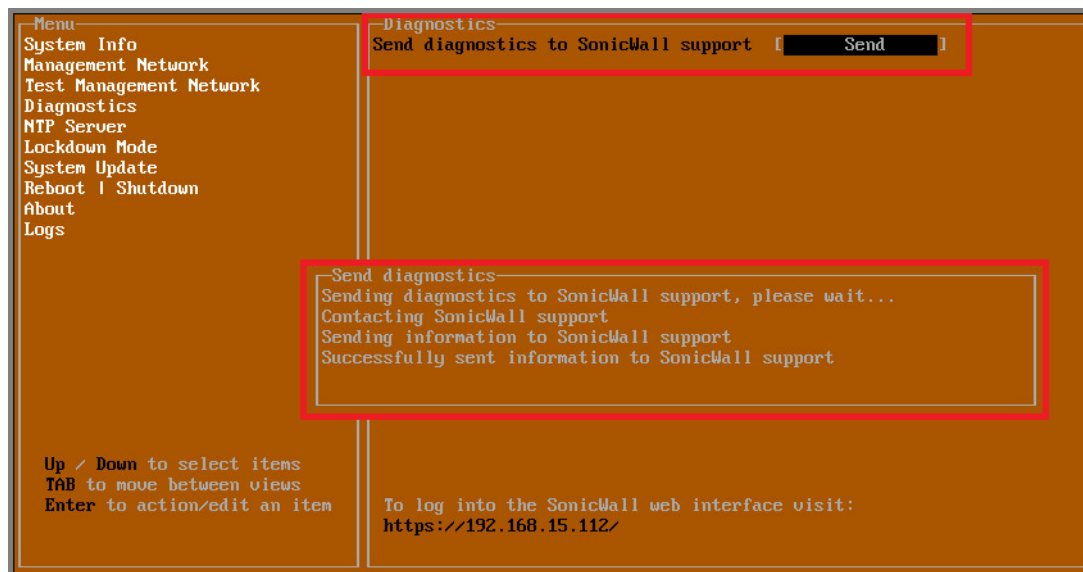 Menu
System Info
Management Network
Test Management Network
Diagnostics
NTP Server
Lockdown Mode
System Update
Reboot | Shutdown
About
Logs
Diagnostics
Send diagnostics to SonicWall support [ Send ]
Send diagnostics
Sending diagnostics to SonicWall support, please wait...
Contacting SonicWall support
Sending information to SonicWall support
Successfully sent information to SonicWall support
Up / Down to select items
TAB to move between views
Enter to action/edit an item
To log into the SonicWall web interface visit:
https://192.168.15.112/